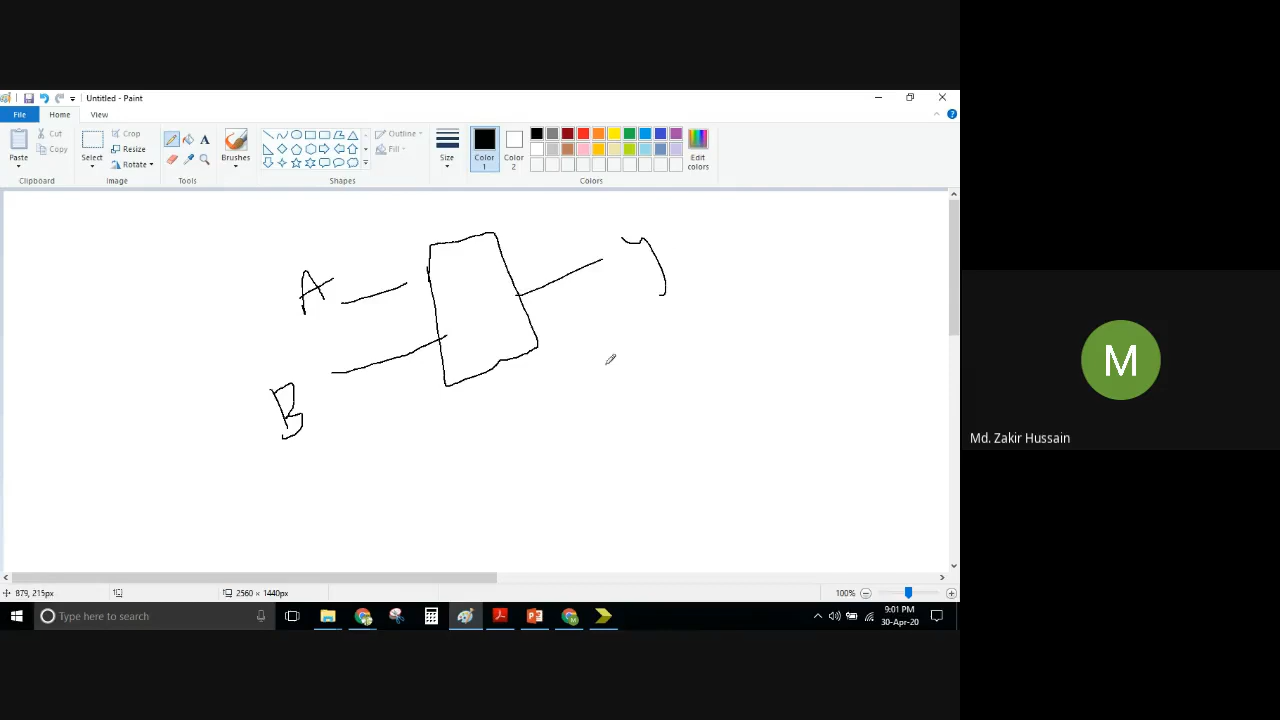 Untitled - Paint
File Home View
Paste Cut Copy Clipboard
Select Crop Resize Rotate Image
Tools
Brushes
Outline Fill Shapes
Size
Color 1 Color 2 Edit colors Colors
A
B
y
M
Md. Zakir Hussain
879, 215px 2560 × 1440px 100%
Type here to search
9:01 PM
30-Apr-20